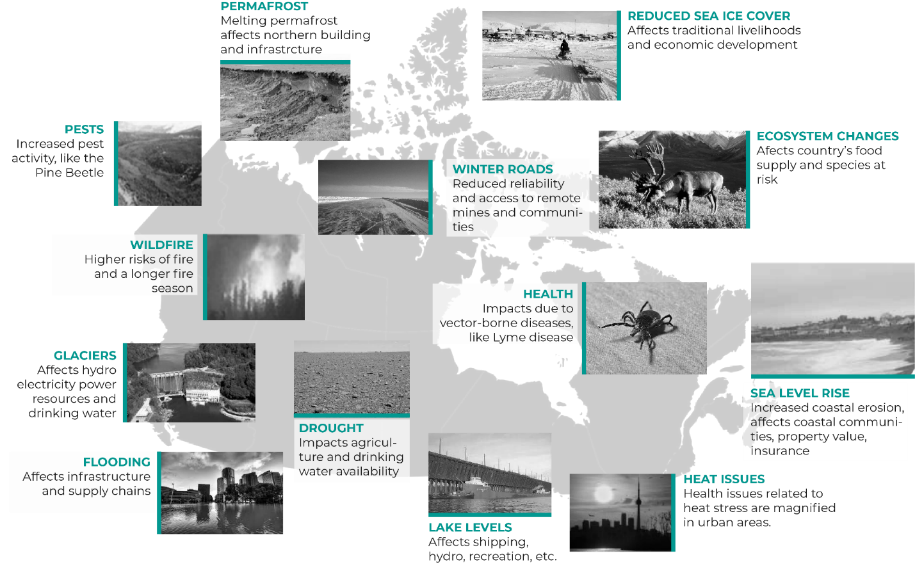 PERMAFROST
Melting permafrost
affects northern building
and infrastrcture
REDUCED SEA ICE COVER
Affects traditional livelihoods
and economic development
PESTS
Increased pest
activity, like the
Pine Beetle
WINTER ROADS
Reduced reliability
and access to remote
mines and communi-
ties
ECOSYSTEM CHANGES
Afects country's food
supply and species at
risk
WILDFIRE
Higher risks of fire
and a longer fire
season
HEALTH
Impacts due to
vector-borne diseases,
like Lyme disease
GLACIERS
Affects hydro
electricity power
resources and
drinking water
SEA LEVEL RISE
Increased coastal erosion,
affects coastal communi-
ties, property value,
insurance
DROUGHT
Impacts agricul-
ture and drinking
water availability
FLOODING
Affects infrastructure
and supply chains
HEAT ISSUES
Health issues related to
heat stress are magnified
in urban areas.
LAKE LEVELS
Affects shipping,
hydro, recreation, etc.